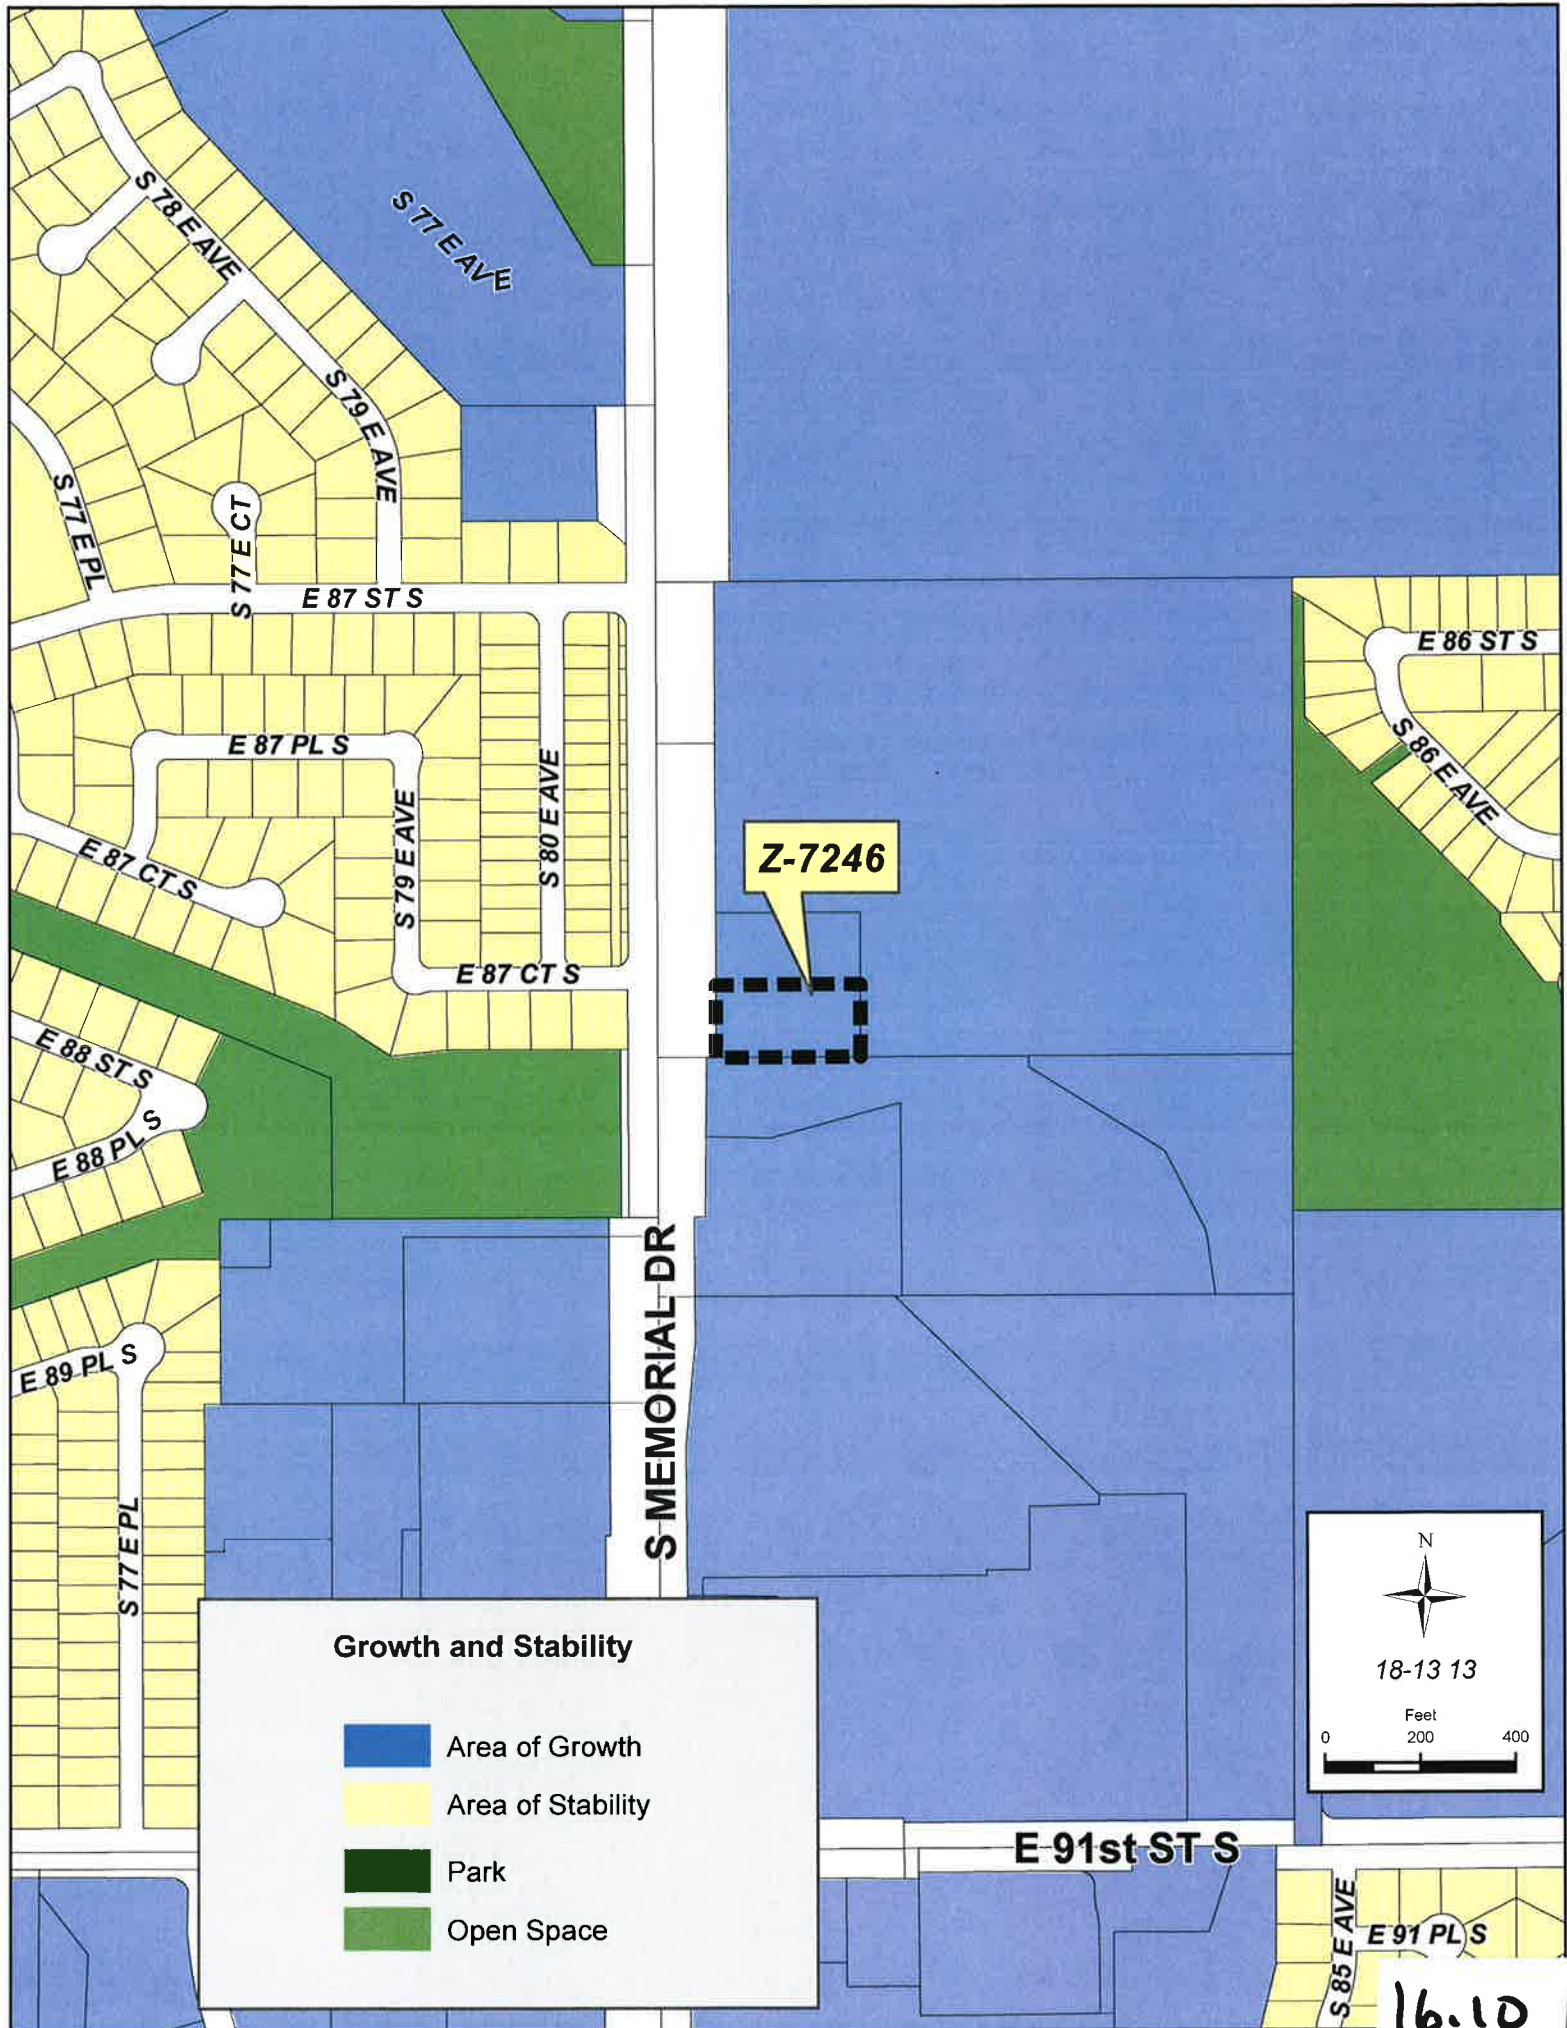 S 78 E AVE
S 77 E AVE
S 79 E AVE
S 77 E PL
S 77 E CT
E 87 ST S
E 86 ST S
S 86 E AVE
E 87 PL S
S 79 E AVE
S 80 E AVE
E 87 CT S
Z-7246
E 87 CT S
E 88 ST S
E 88 PL S
E 89 PL S
S MEMORIAL DR
S 77 E PL
N
18-13 13
Feet
0 200 400
Growth and Stability
Area of Growth
Area of Stability
Park
Open Space
E 91st ST S
S 85 E AVE
E 91 PL S
16.10